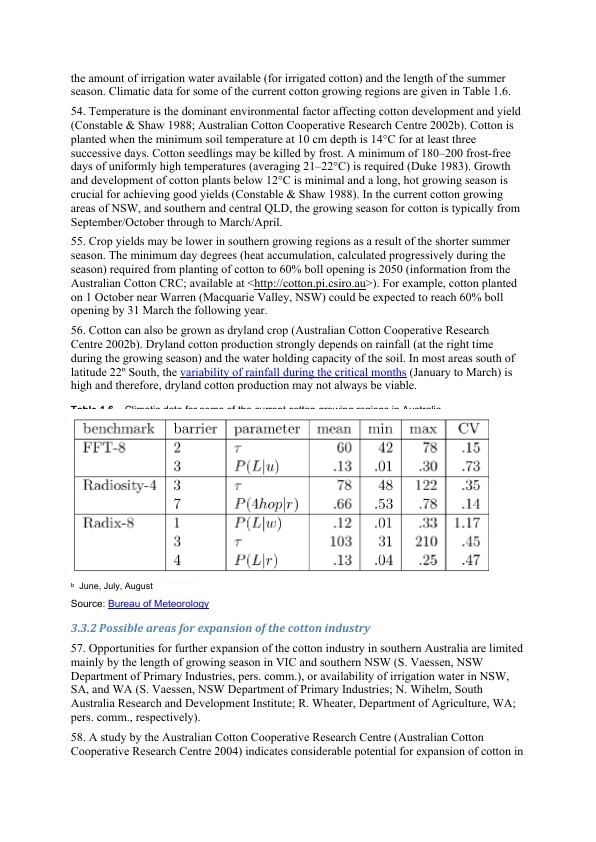 the amount of irrigation water available (for irrigated cotton) and the length of the summer
season. Climatic data for some of the current cotton growing regions are given in Table 1.6.
54. Temperature is the dominant environmental factor affecting cotton development and yield
(Constable & Shaw 1988; Australian Cotton Cooperative Research Centre 2002b). Cotton is
planted when the minimum soil temperature at 10 cm depth is 14°C for at least three
successive days. Cotton seedlings may be killed by frost. A minimum of 180–200 frost-free
days of uniformly high temperatures (averaging 21–22°C) is required (Duke 1983). Growth
and development of cotton plants below 12°C is minimal and a long, hot growing season is
crucial for achieving good yields (Constable & Shaw 1988). In the current cotton growing
areas of NSW, and southern and central QLD, the growing season for cotton is typically from
September/October through to March/April.
55. Crop yields may be lower in southern growing regions as a result of the shorter summer
season. The minimum day degrees (heat accumulation, calculated progressively during the
season) required from planting of cotton to 60% boll opening is 2050 (information from the
Australian Cotton CRC; available at <http://cotton.pi.csiro.au>). For example, cotton planted
on 1 October near Warren (Macquarie Valley, NSW) could be expected to reach 60% boll
opening by 31 March the following year.
56. Cotton can also be grown as dryland crop (Australian Cotton Cooperative Research
Centre 2002b). Dryland cotton production strongly depends on rainfall (at the right time
during the growing season) and the water holding capacity of the soil. In most areas south of
latitude 22º South, the variability of rainfall during the critical months (January to March) is
high and therefore, dryland cotton production may not always be viable.
Table 1.6 Climatic data for some of the current cotton growing regions in Australia
benchmark barrier parameter mean min max CV
FFT-8 2 τ 60 42 78 .15
3 P(L|u) .13 .01 .30 .73
Radiosity-4 3 τ 78 48 122 .35
7 P(4hop|r) .66 .53 .78 .14
Radix-8 1 P(L|w) .12 .01 .33 1.17
3 τ 103 31 210 .45
4 P(L|r) .13 .04 .25 .47
b June, July, August
Source: Bureau of Meteorology
3.3.2 Possible areas for expansion of the cotton industry
57. Opportunities for further expansion of the cotton industry in southern Australia are limited
mainly by the length of growing season in VIC and southern NSW (S. Vaessen, NSW
Department of Primary Industries, pers. comm.), or availability of irrigation water in NSW,
SA, and WA (S. Vaessen, NSW Department of Primary Industries; N. Wihelm, South
Australia Research and Development Institute; R. Wheater, Department of Agriculture, WA;
pers. comm., respectively).
58. A study by the Australian Cotton Cooperative Research Centre (Australian Cotton
Cooperative Research Centre 2004) indicates considerable potential for expansion of cotton in